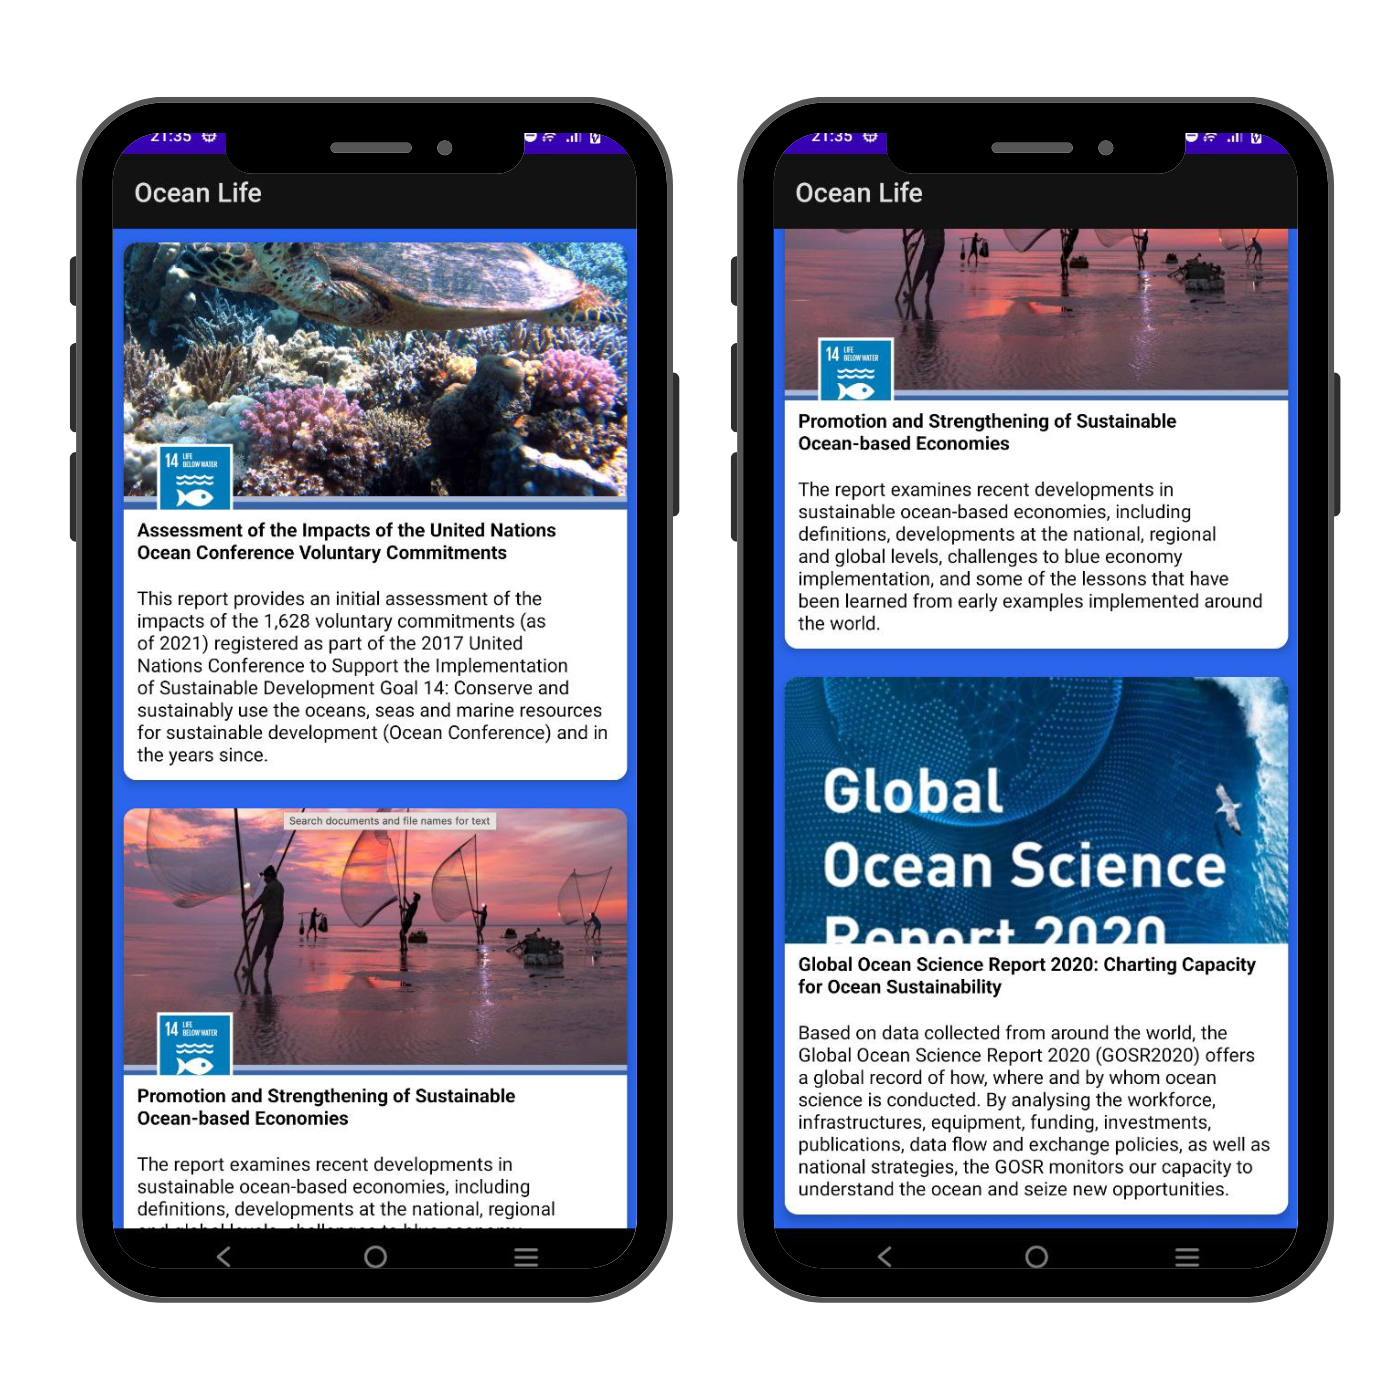 21:35
Ocean Life
14 LIFE
BELOW WATER
Assessment of the Impacts of the United Nations
Ocean Conference Voluntary Commitments
This report provides an initial assessment of the
impacts of the 1,628 voluntary commitments (as
of 2021) registered as part of the 2017 United
Nations Conference to Support the Implementation
of Sustainable Development Goal 14: Conserve and
sustainably use the oceans, seas and marine resources
for sustainable development (Ocean Conference) and in
the years since.
Search documents and file names for text
14 LIFE
BELOW WATER
Promotion and Strengthening of Sustainable
Ocean-based Economies
The report examines recent developments in
sustainable ocean-based economies, including
definitions, developments at the national, regional
and global levels, challenges to blue economy
21:35
Ocean Life
14 LIFE
BELOW WATER
Promotion and Strengthening of Sustainable
Ocean-based Economies
The report examines recent developments in
sustainable ocean-based economies, including
definitions, developments at the national, regional
and global levels, challenges to blue economy
implementation, and some of the lessons that have
been learned from early examples implemented around
the world.
Global
Ocean Science
Report 2020
Global Ocean Science Report 2020: Charting Capacity
for Ocean Sustainability
Based on data collected from around the world, the
Global Ocean Science Report 2020 (GOSR2020) offers
a global record of how, where and by whom ocean
science is conducted. By analysing the workforce,
infrastructures, equipment, funding, investments,
publications, data flow and exchange policies, as well as
national strategies, the GOSR monitors our capacity to
understand the ocean and seize new opportunities.